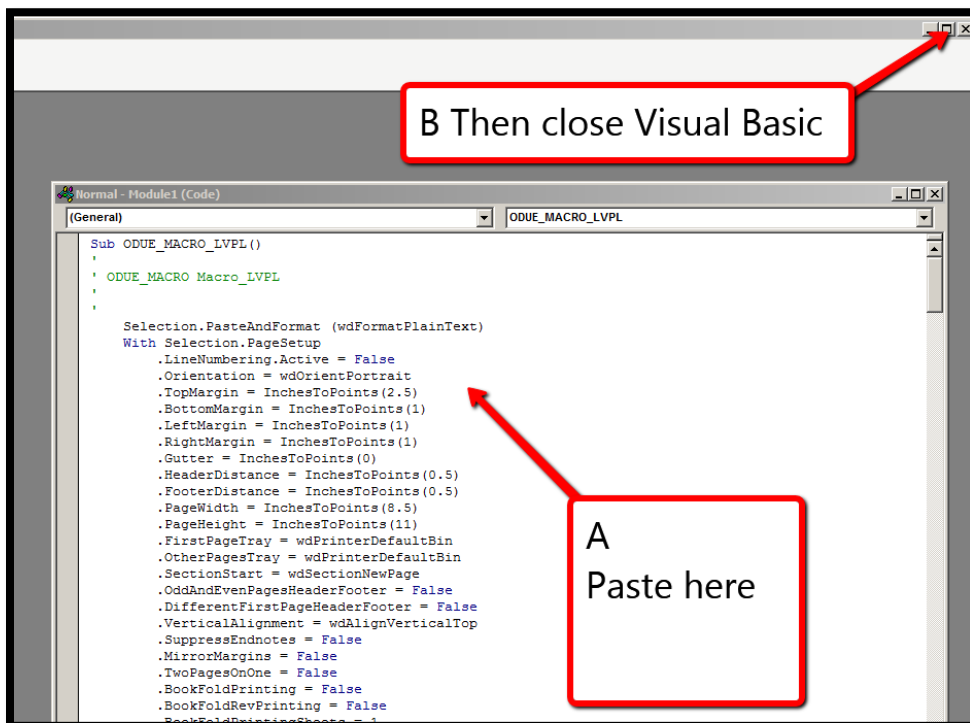 B Then close Visual Basic
Normal - Module1 (Code)
(General)
ODUE_MACRO_LVPL
Sub ODUE_MACRO_LVPL()
'
' ODUE_MACRO Macro_LVPL
'
'
Selection.PasteAndFormat (wdFormatPlainText)
With Selection.PageSetup
.LineNumbering.Active = False
.Orientation = wdOrientPortrait
.TopMargin = InchesToPoints(2.5)
.BottomMargin = InchesToPoints(1)
.LeftMargin = InchesToPoints(1)
.RightMargin = InchesToPoints(1)
.Gutter = InchesToPoints(0)
.HeaderDistance = InchesToPoints(0.5)
.FooterDistance = InchesToPoints(0.5)
.PageWidth = InchesToPoints(8.5)
.PageHeight = InchesToPoints(11)
.FirstPageTray = wdPrinterDefaultBin
.OtherPagesTray = wdPrinterDefaultBin
.SectionStart = wdSectionNewPage
.OddAndEvenPagesHeaderFooter = False
.DifferentFirstPageHeaderFooter = False
.VerticalAlignment = wdAlignVerticalTop
.SuppressEndnotes = False
.MirrorMargins = False
.TwoPagesOnOne = False
.BookFoldPrinting = False
.BookFoldRevPrinting = False
.BookFoldPrintingSheets = 1
A
Paste here